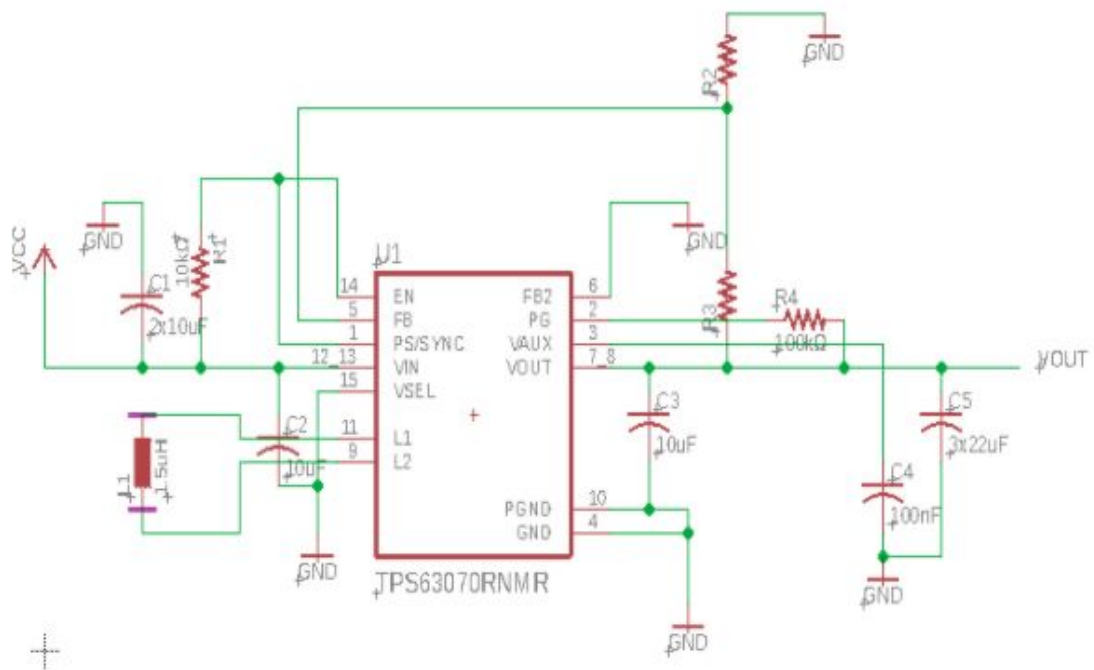 GND
R2
GND
VCC
C1
2x10uF
10kΩ
R1
GND
U1
14
EN
5
FB
1
PS/SYNC
12_13
VIN
15
VSEL
11
L1
9
L2
6
FB2
2
PG
3
VAUX
7_8
VOUT
10
PGND
4
GND
TPS63070RNMR
R3
R4
100kΩ
VOUT
C2
10uF
L1
1.5uH
GND
C3
10uF
C5
3x22uF
C4
100nF
GND
GND